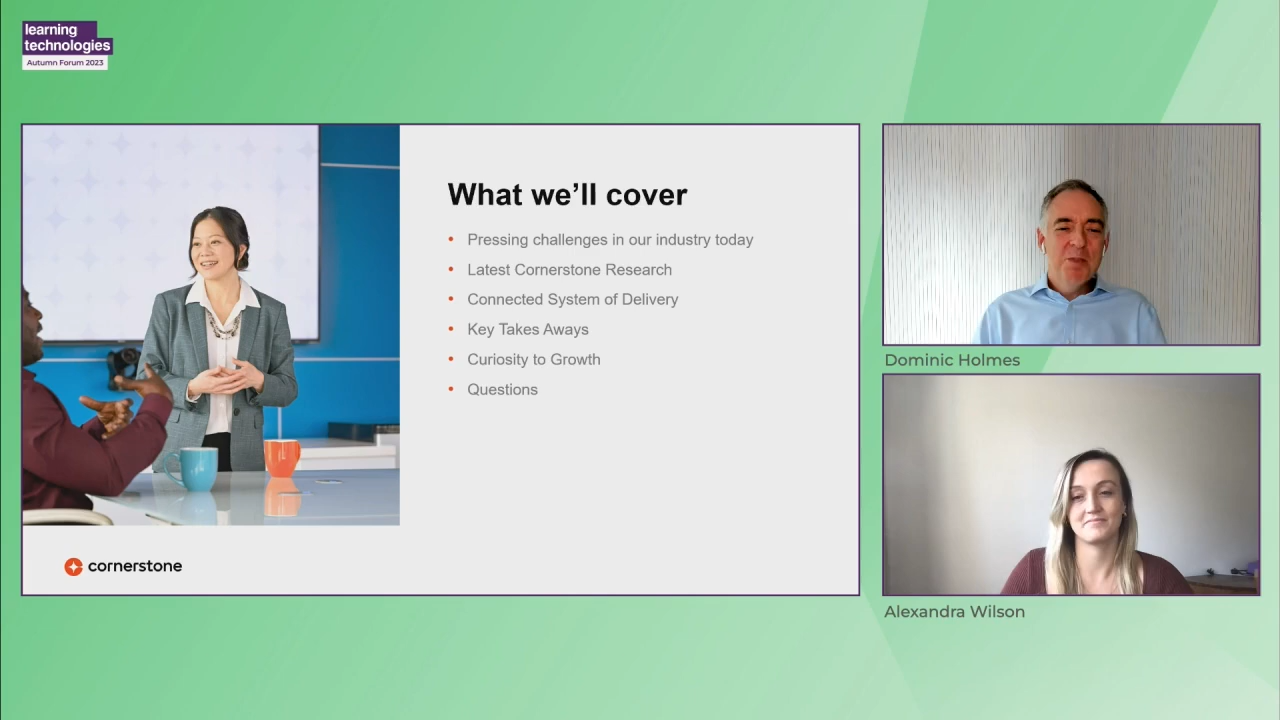 learning
technologies
Autumn Forum 2023
What we’ll cover
• Pressing challenges in our industry today
• Latest Cornerstone Research
• Connected System of Delivery
• Key Takes Aways
• Curiosity to Growth
• Questions
cornerstone
Dominic Holmes
Alexandra Wilson